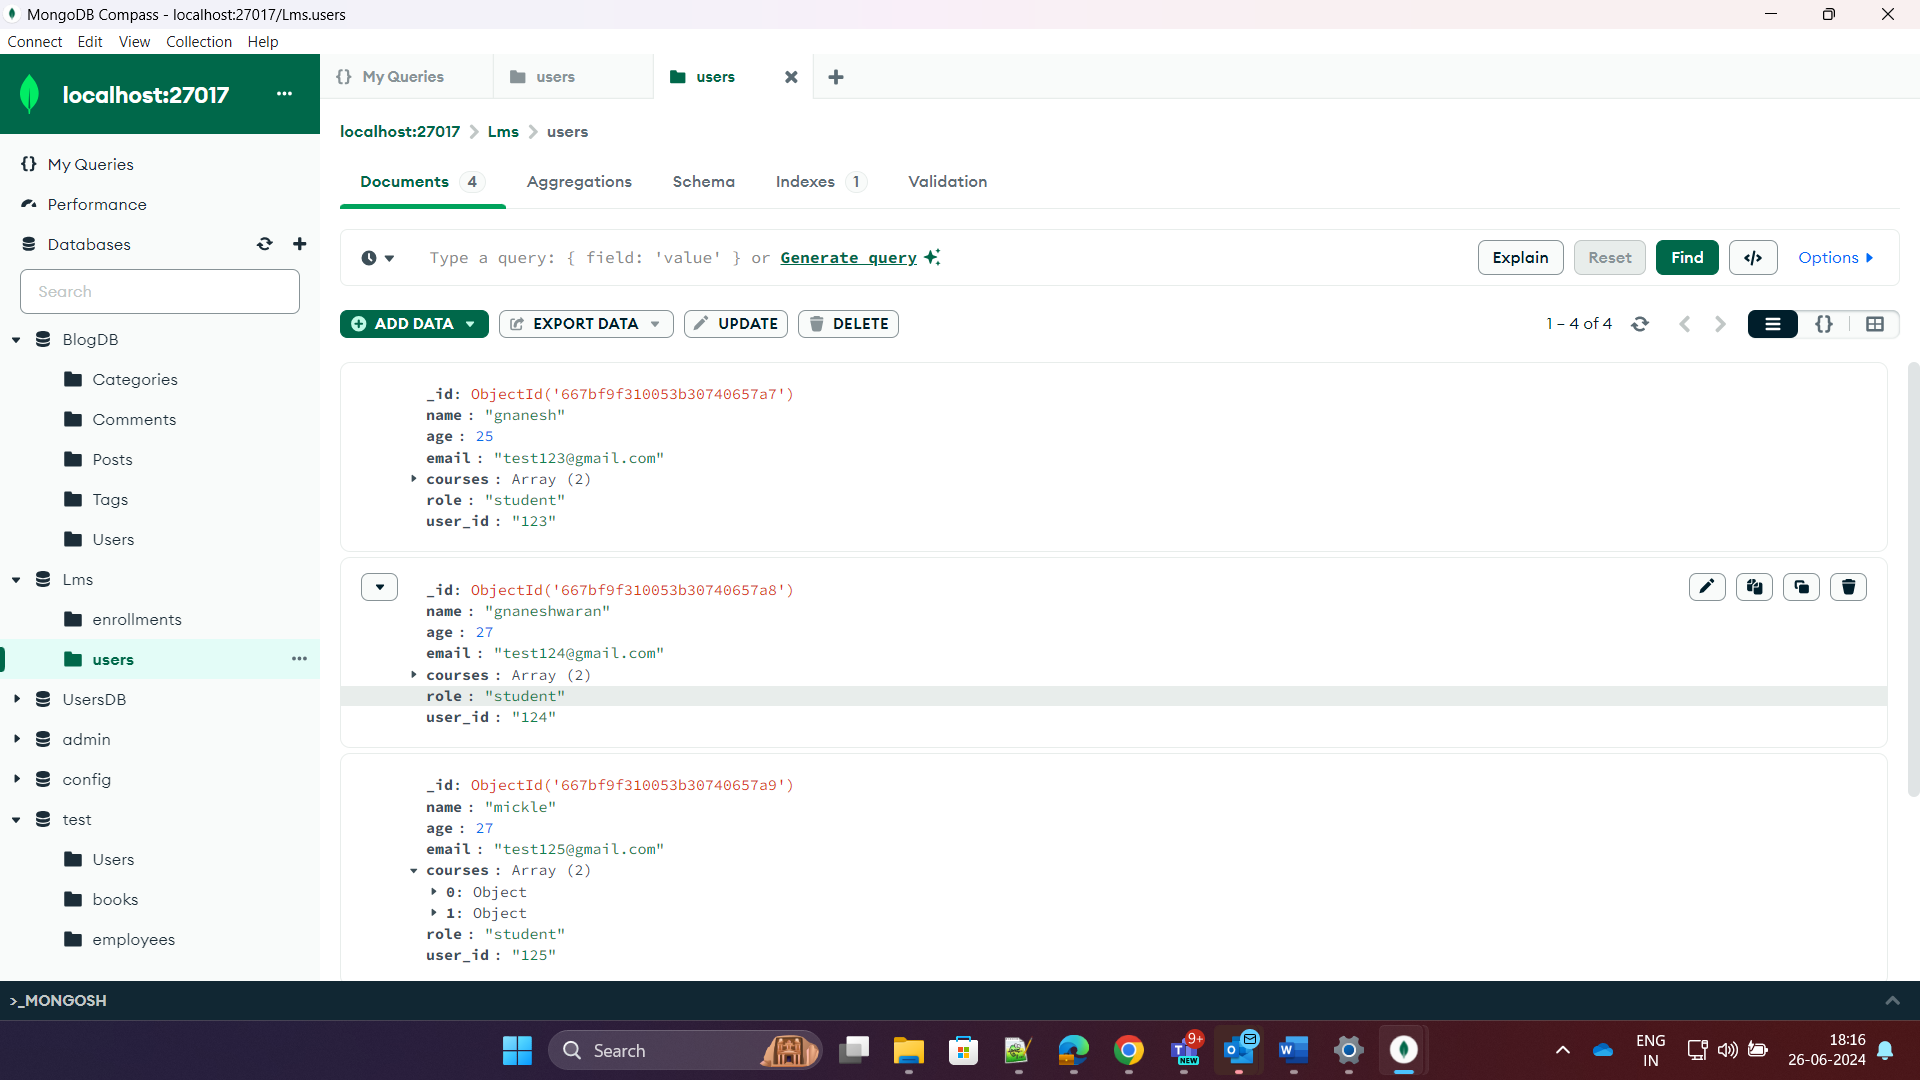 MongoDB Compass - localhost:27017/Lms.users
Connect Edit View Collection Help
localhost:27017 ...
{} My Queries
users
users
My Queries
Performance
Databases
Search
BlogDB
Categories
Comments
Posts
Tags
Users
Lms
enrollments
users ...
UsersDB
admin
config
test
Users
books
employees
localhost:27017 > Lms > users
Documents 4 Aggregations Schema Indexes 1 Validation
Type a query: { field: 'value' } or Generate query
Explain Reset Find </> Options
ADD DATA EXPORT DATA UPDATE DELETE
1 – 4 of 4 {}
_id: ObjectId('667bf9f310053b30740657a7')
name : "gnanesh"
age : 25
email : "test123@gmail.com"
courses : Array (2)
role : "student"
user_id : "123"
_id: ObjectId('667bf9f310053b30740657a8')
name : "gnaneshwaran"
age : 27
email : "test124@gmail.com"
courses : Array (2)
role : "student"
user_id : "124"
_id: ObjectId('667bf9f310053b30740657a9')
name : "mickle"
age : 27
email : "test125@gmail.com"
courses : Array (2)
0: Object
1: Object
role : "student"
user_id : "125"
>_MONGOSH
Search
9+
NEW
ENG
IN
18:16
26-06-2024